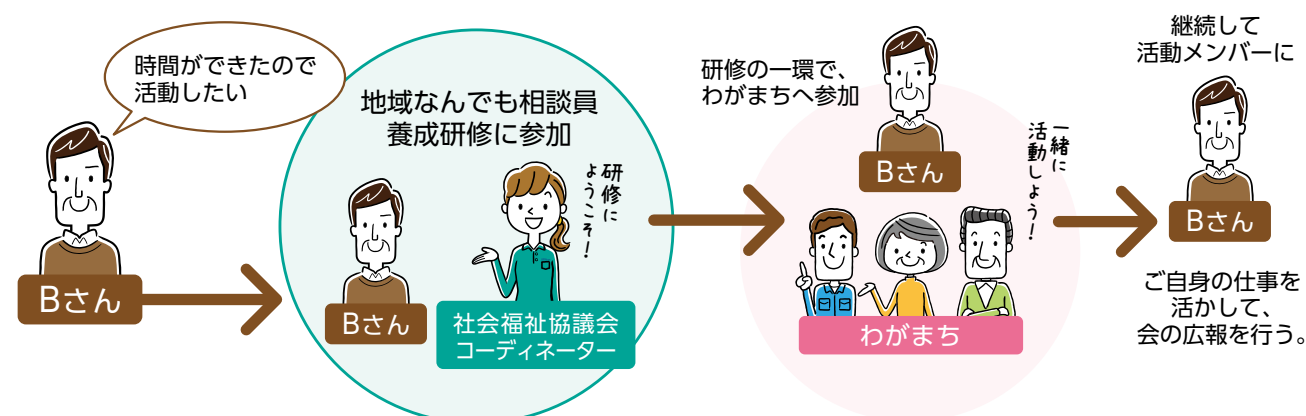 時間ができたので
活動したい
Bさん
地域なんでも相談員
養成研修に参加
研修に
ようこそ！
Bさん
社会福祉協議会
コーディネーター
研修の一環で、
わがまちへ参加
Bさん
一緒に
活動しよう！
わがまち
継続して
活動メンバーに
Bさん
ご自身の仕事を
活かして、
会の広報を行う。